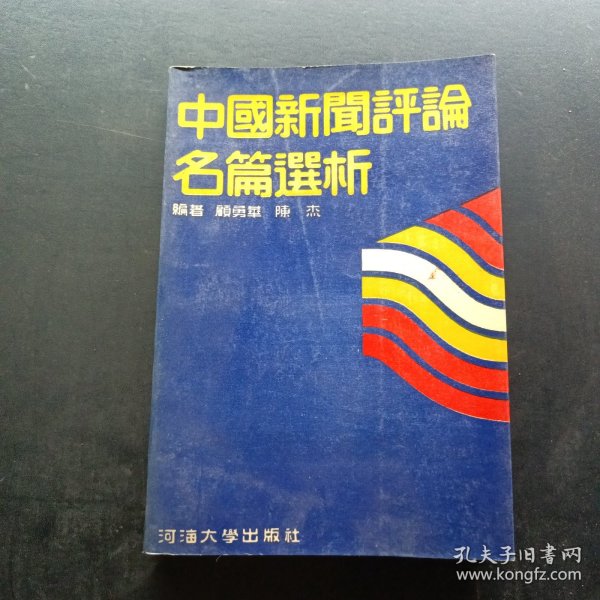 中國新聞評論
名篇選析
編著 顧勇華 陳 杰
河海大學出版社
孔夫子旧書网
www.kongfz.com